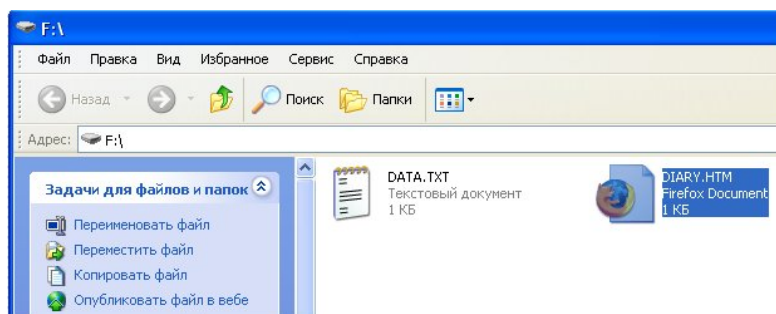 F:\
Файл Правка Вид Избранное Сервис Справка
Назад Поиск Папки
Адрес: F:\
Задачи для файлов и папок
Переименовать файл
Переместить файл
Копировать файл
Опубликовать файл в вебе
DATA.TXT
Текстовый документ
1 КБ
DIARY.HTM
Firefox Document
1 КБ